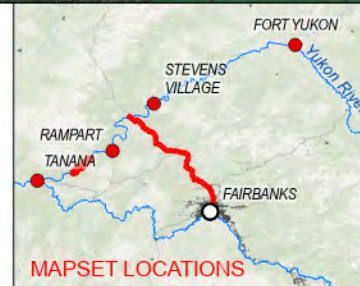 FORT YUKON
Yukon River
STEVENS
VILLAGE
RAMPART
TANANA
FAIRBANKS
MAPSET LOCATIONS